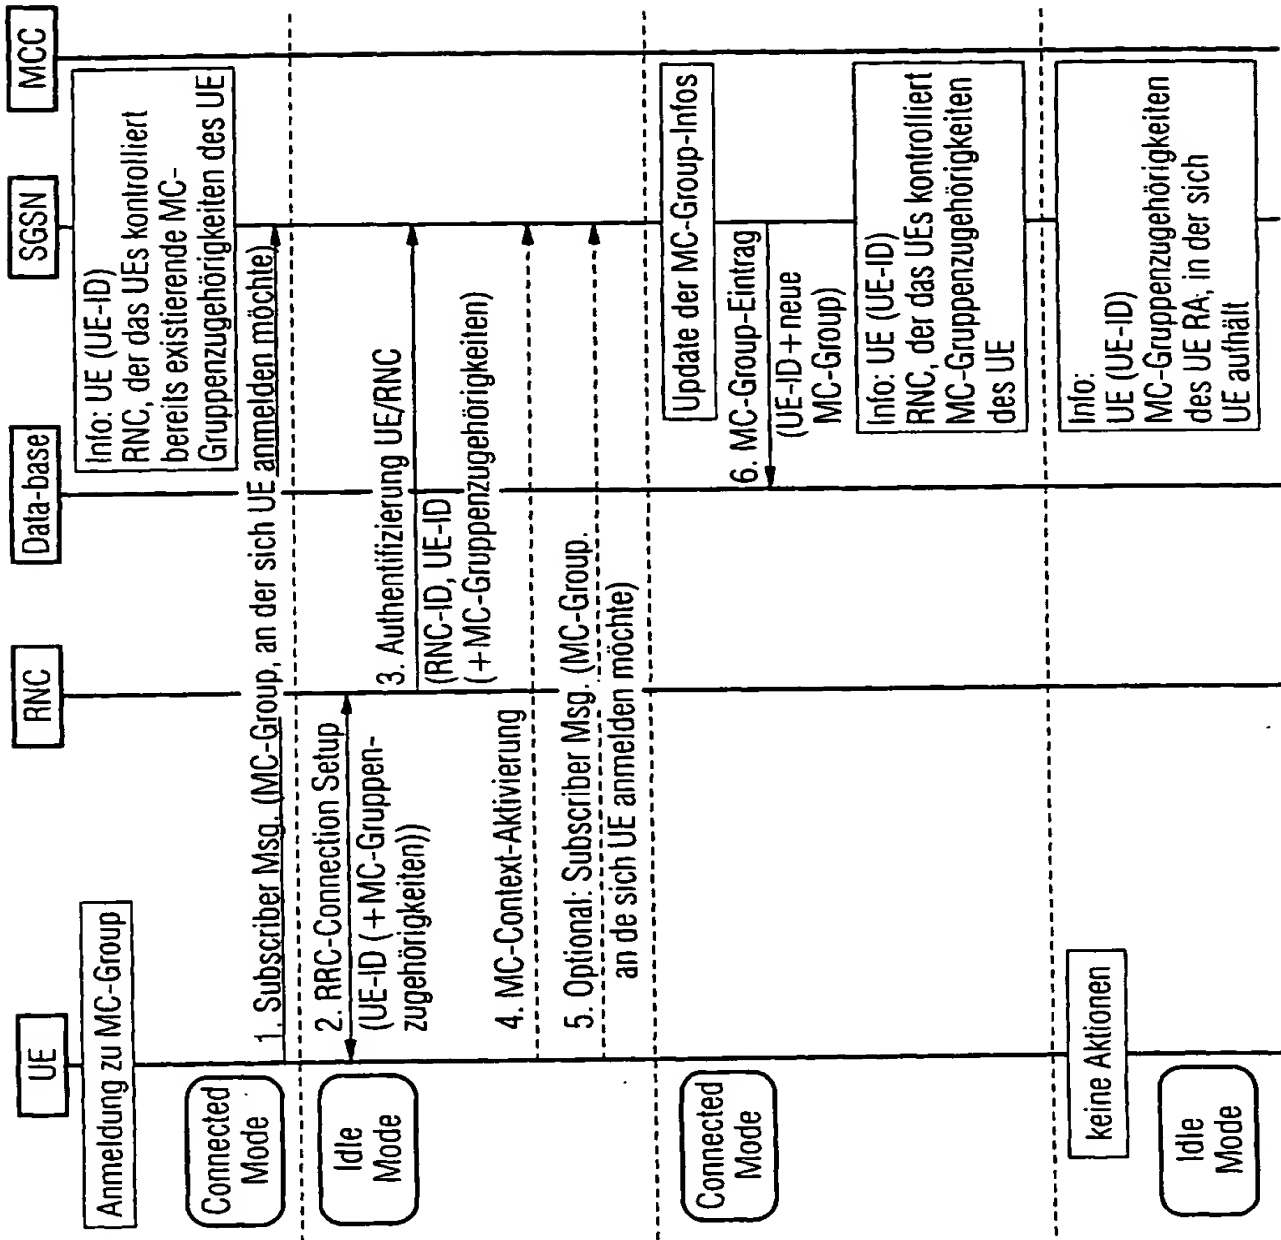 UE
RNC
Data-base
SGSN
MCC
Anmeldung zu MC-Group
Info: UE (UE-ID)
RNC, der das UEs kontrolliert
bereits existierende MC-
Gruppenzugehörigkeiten des UE
Connected
Mode
1. Subscriber Msg. (MC-Group, an der sich UE anmelden möchte)
Idle
Mode
2. RRC-Connection Setup
(UE-ID (+MC-Gruppen-
zugehörigkeiten))
3. Authentifizierung UE/RNC
(RNC-ID, UE-ID
(+MC-Gruppenzugehörigkeiten)
4. MC-Context-Aktivierung
5. Optional: Subscriber Msg. (MC-Group.
an de sich UE anmelden möchte)
Connected
Mode
Update der MC-Group-Infos
6. MC-Group-Eintrag
(UE-ID+neue
MC-Group)
Info: UE (UE-ID)
RNC, der das UEs kontrolliert
MC-Gruppenzugehörigkeiten
des UE
keine Aktionen
Idle
Mode
Info:
UE (UE-ID)
MC-Gruppenzugehörigkeiten
des UE RA; in der sich
UE aufhält